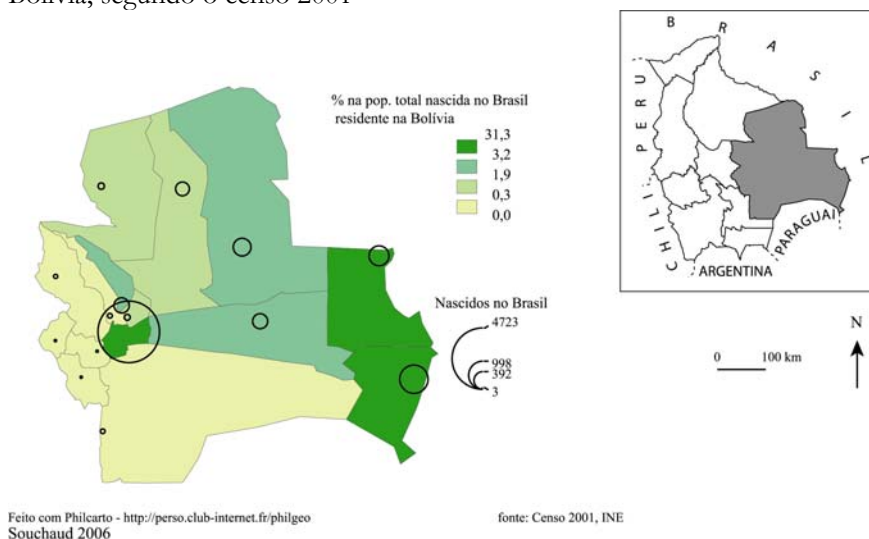 Bolívia, segundo o censo 2001
% na pop. total nascida no Brasil
residente na Bolívia
31,3
3,2
1,9
0,3
0,0
Nascidos no Brasil
4723
998
392
3
B R A S I L
PERU
CHILI
PARAGUAI
ARGENTINA
0 100 km
N
Feito com Philcarto - http://perso.club-internet.fr/philgeo
fonte: Censo 2001, INE
Souchaud 2006